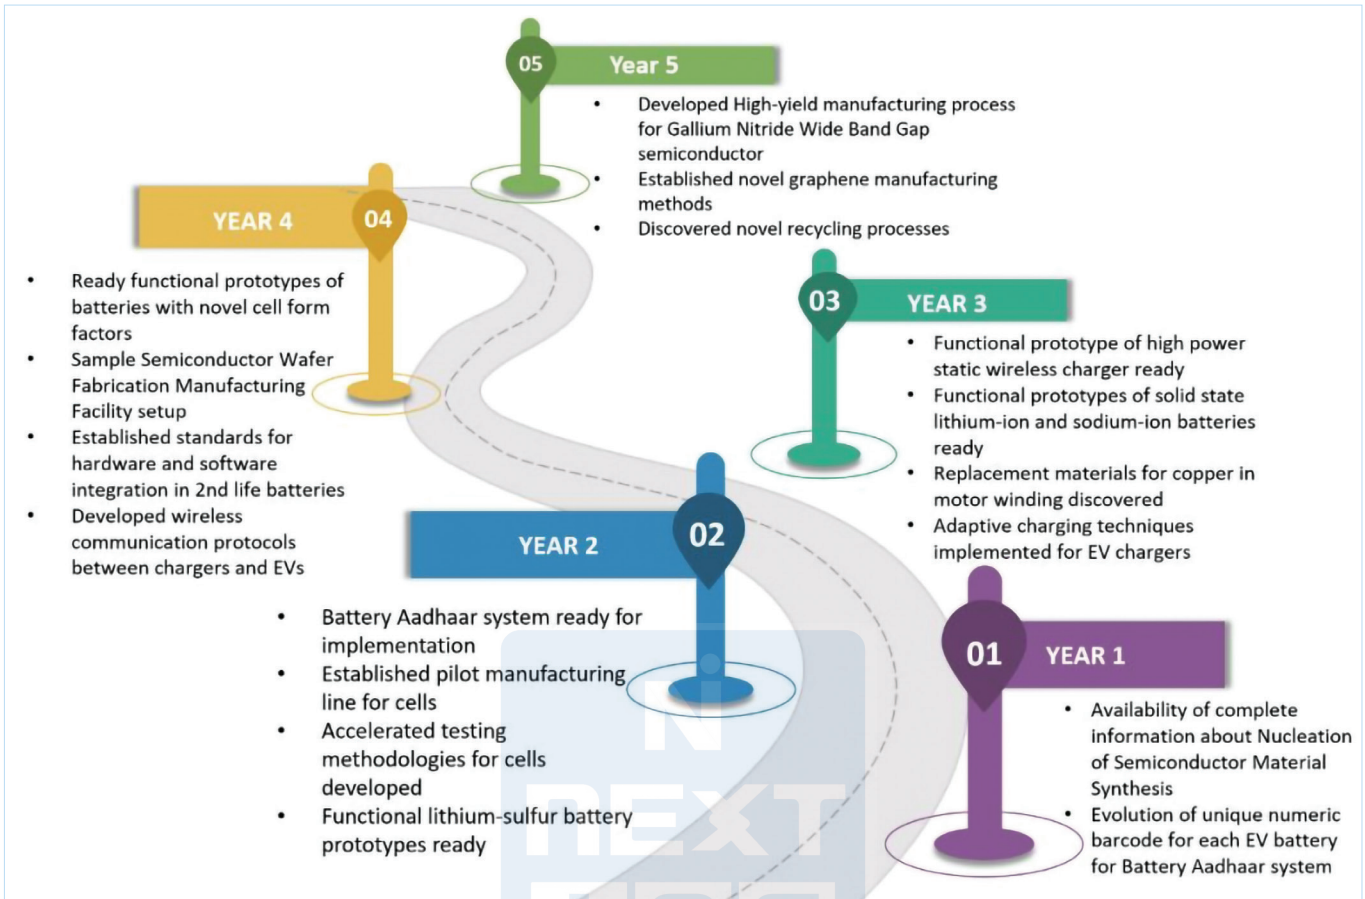 05
Year 5
• Developed High-yield manufacturing process
for Gallium Nitride Wide Band Gap
semiconductor
• Established novel graphene manufacturing
methods
• Discovered novel recycling processes
YEAR 4
04
• Ready functional prototypes of
batteries with novel cell form
factors
• Sample Semiconductor Wafer
Fabrication Manufacturing
Facility setup
• Established standards for
hardware and software
integration in 2nd life batteries
• Developed wireless
communication protocols
between chargers and EVs
03
YEAR 3
• Functional prototype of high power
static wireless charger ready
• Functional prototypes of solid state
lithium-ion and sodium-ion batteries
ready
• Replacement materials for copper in
motor winding discovered
• Adaptive charging techniques
implemented for EV chargers
YEAR 2
02
• Battery Aadhaar system ready for
implementation
• Established pilot manufacturing
line for cells
• Accelerated testing
methodologies for cells
developed
• Functional lithium-sulfur battery
prototypes ready
01
YEAR 1
• Availability of complete
information about Nucleation
of Semiconductor Material
Synthesis
• Evolution of unique numeric
barcode for each EV battery
for Battery Aadhaar system
NEXT